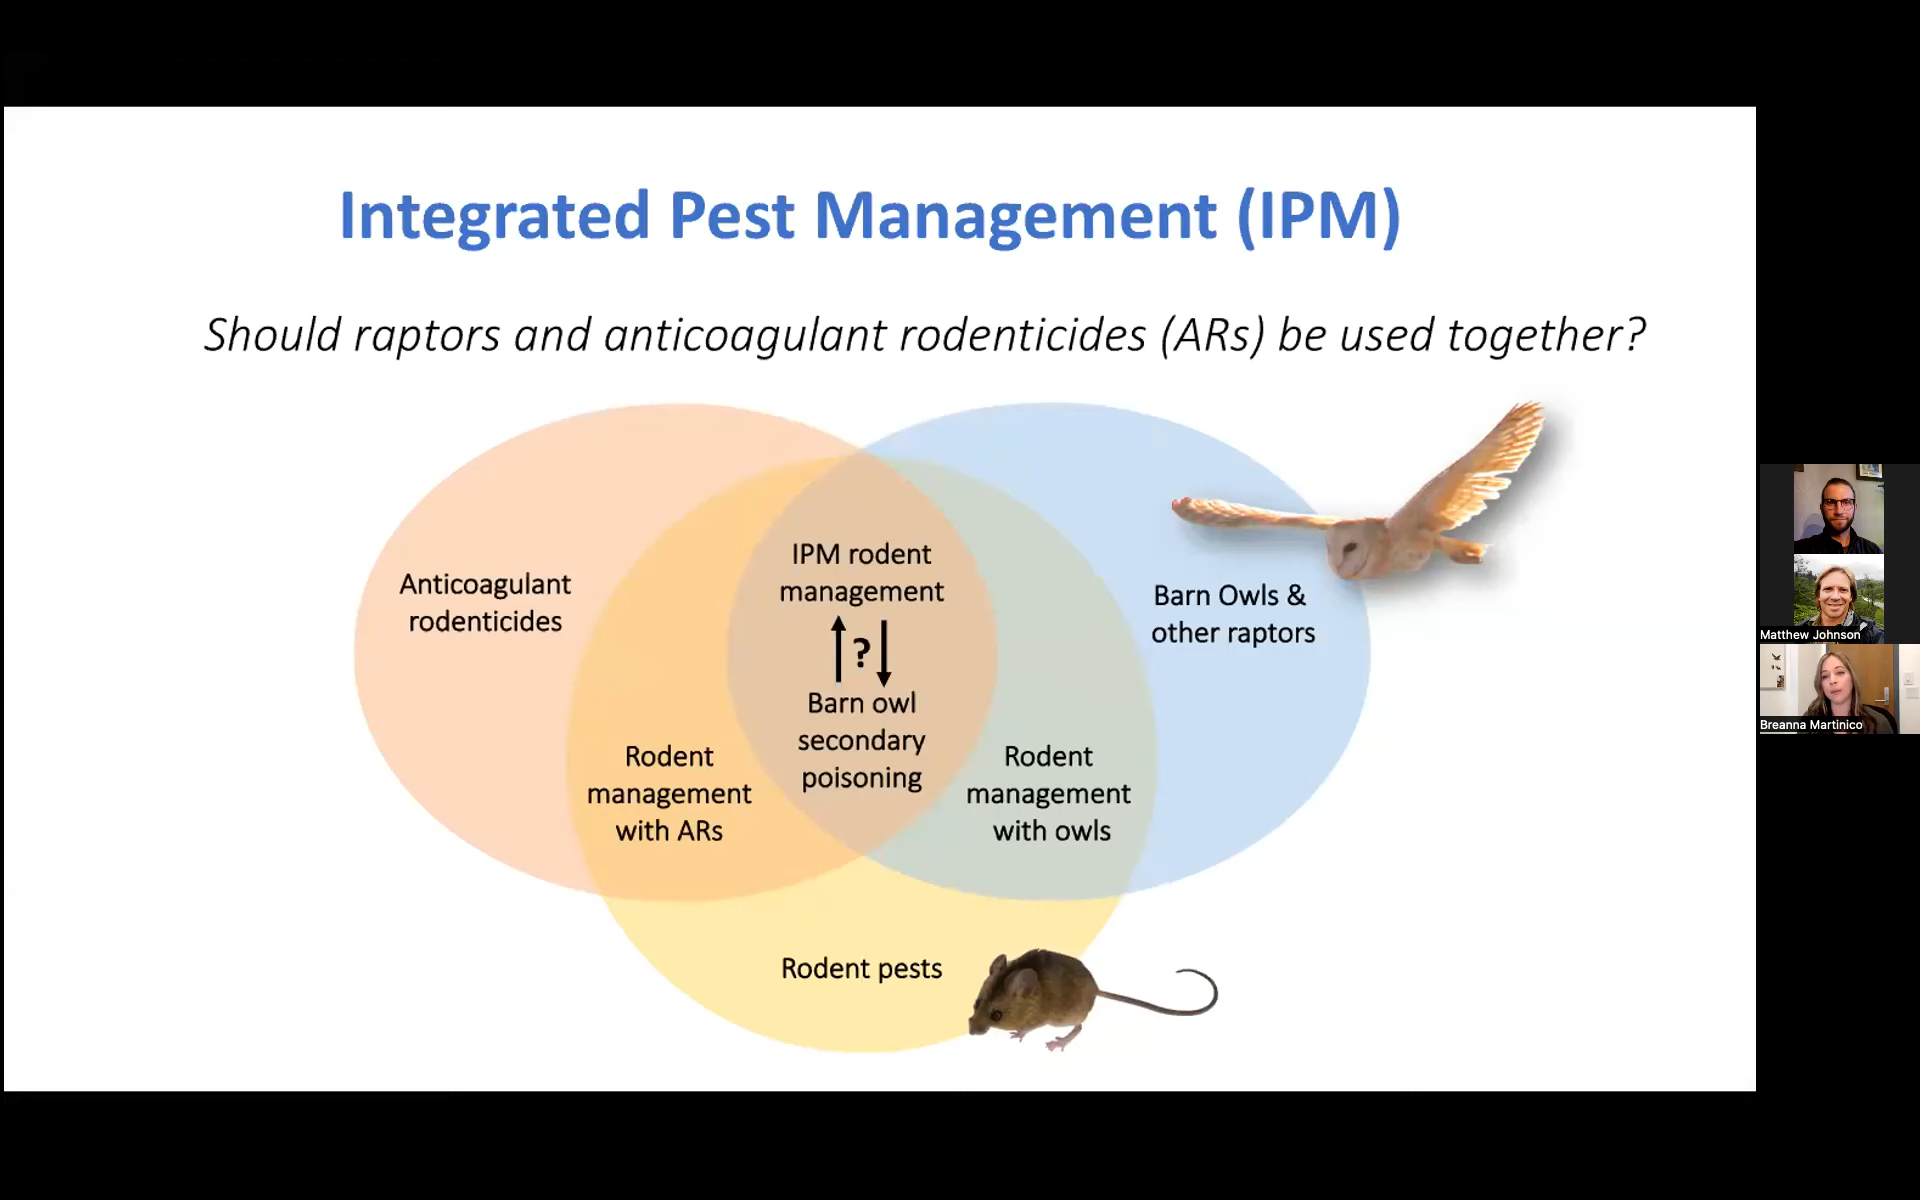 Integrated Pest Management (IPM)
Should raptors and anticoagulant rodenticides (ARs) be used together?
Anticoagulant
rodenticides
IPM rodent
management
?
Barn owl
secondary
poisoning
Barn Owls &
other raptors
Rodent
management
with ARs
Rodent
management
with owls
Rodent pests
Matthew Johnson
Breanna Martinico